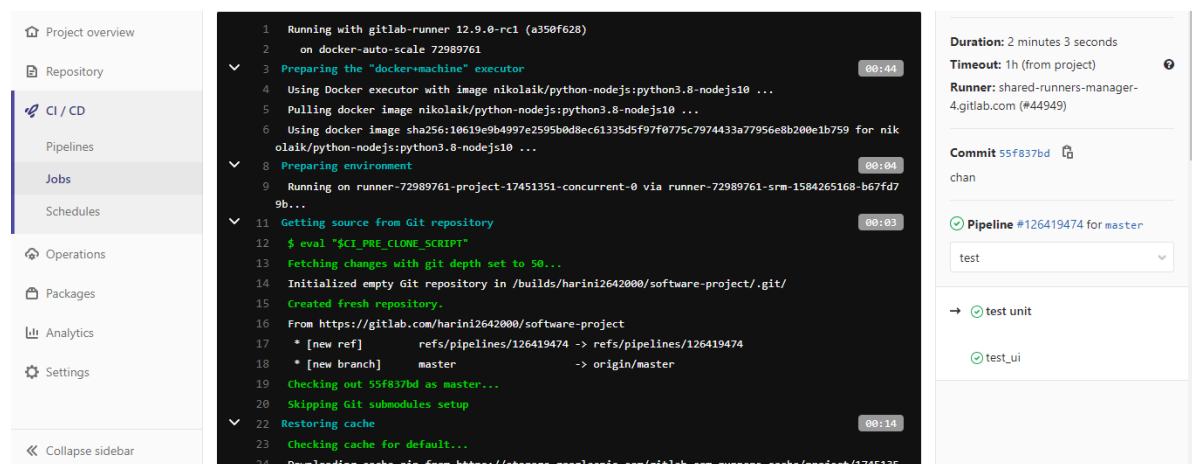 Project overview
Repository
CI / CD
Pipelines
Jobs
Schedules
Operations
Packages
Analytics
Settings
Collapse sidebar
1 Running with gitlab-runner 12.9.0-rc1 (a350f628)
2 on docker-auto-scale 72989761
3 Preparing the "docker+machine" executor 00:44
4 Using Docker executor with image nikolaik/python-nodejs:python3.8-nodejs10 ...
5 Pulling docker image nikolaik/python-nodejs:python3.8-nodejs10 ...
6 Using docker image sha256:10619e9b4997e2595b0d8ec61335d5f97f0775c7974433a77956e8b200e1b759 for nik
olaik/python-nodejs:python3.8-nodejs10 ...
8 Preparing environment 00:04
9 Running on runner-72989761-project-17451351-concurrent-0 via runner-72989761-srm-1584265168-b67fd7
9b...
11 Getting source from Git repository 00:03
12 $ eval "$CI_PRE_CLONE_SCRIPT"
13 Fetching changes with git depth set to 50...
14 Initialized empty Git repository in /builds/harini2642000/software-project/.git/
15 Created fresh repository.
16 From https://gitlab.com/harini2642000/software-project
17 * [new ref] refs/pipelines/126419474 -> refs/pipelines/126419474
18 * [new branch] master -> origin/master
19 Checking out 55f837bd as master...
20 Skipping Git submodules setup
22 Restoring cache 00:14
23 Checking cache for default...
Duration: 2 minutes 3 seconds
Timeout: 1h (from project)
Runner: shared-runners-manager-
4.gitlab.com (#44949)
Commit 55f837bd
chan
Pipeline #126419474 for master
test
→ test unit
test_ui